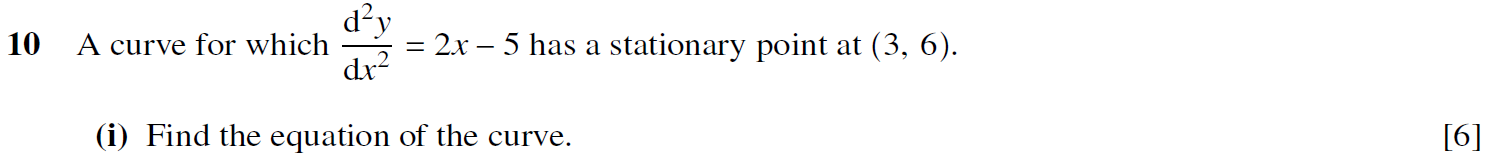 10 A curve for which d²y/dx² = 2x – 5 has a stationary point at (3, 6).
(i) Find the equation of the curve. [6]